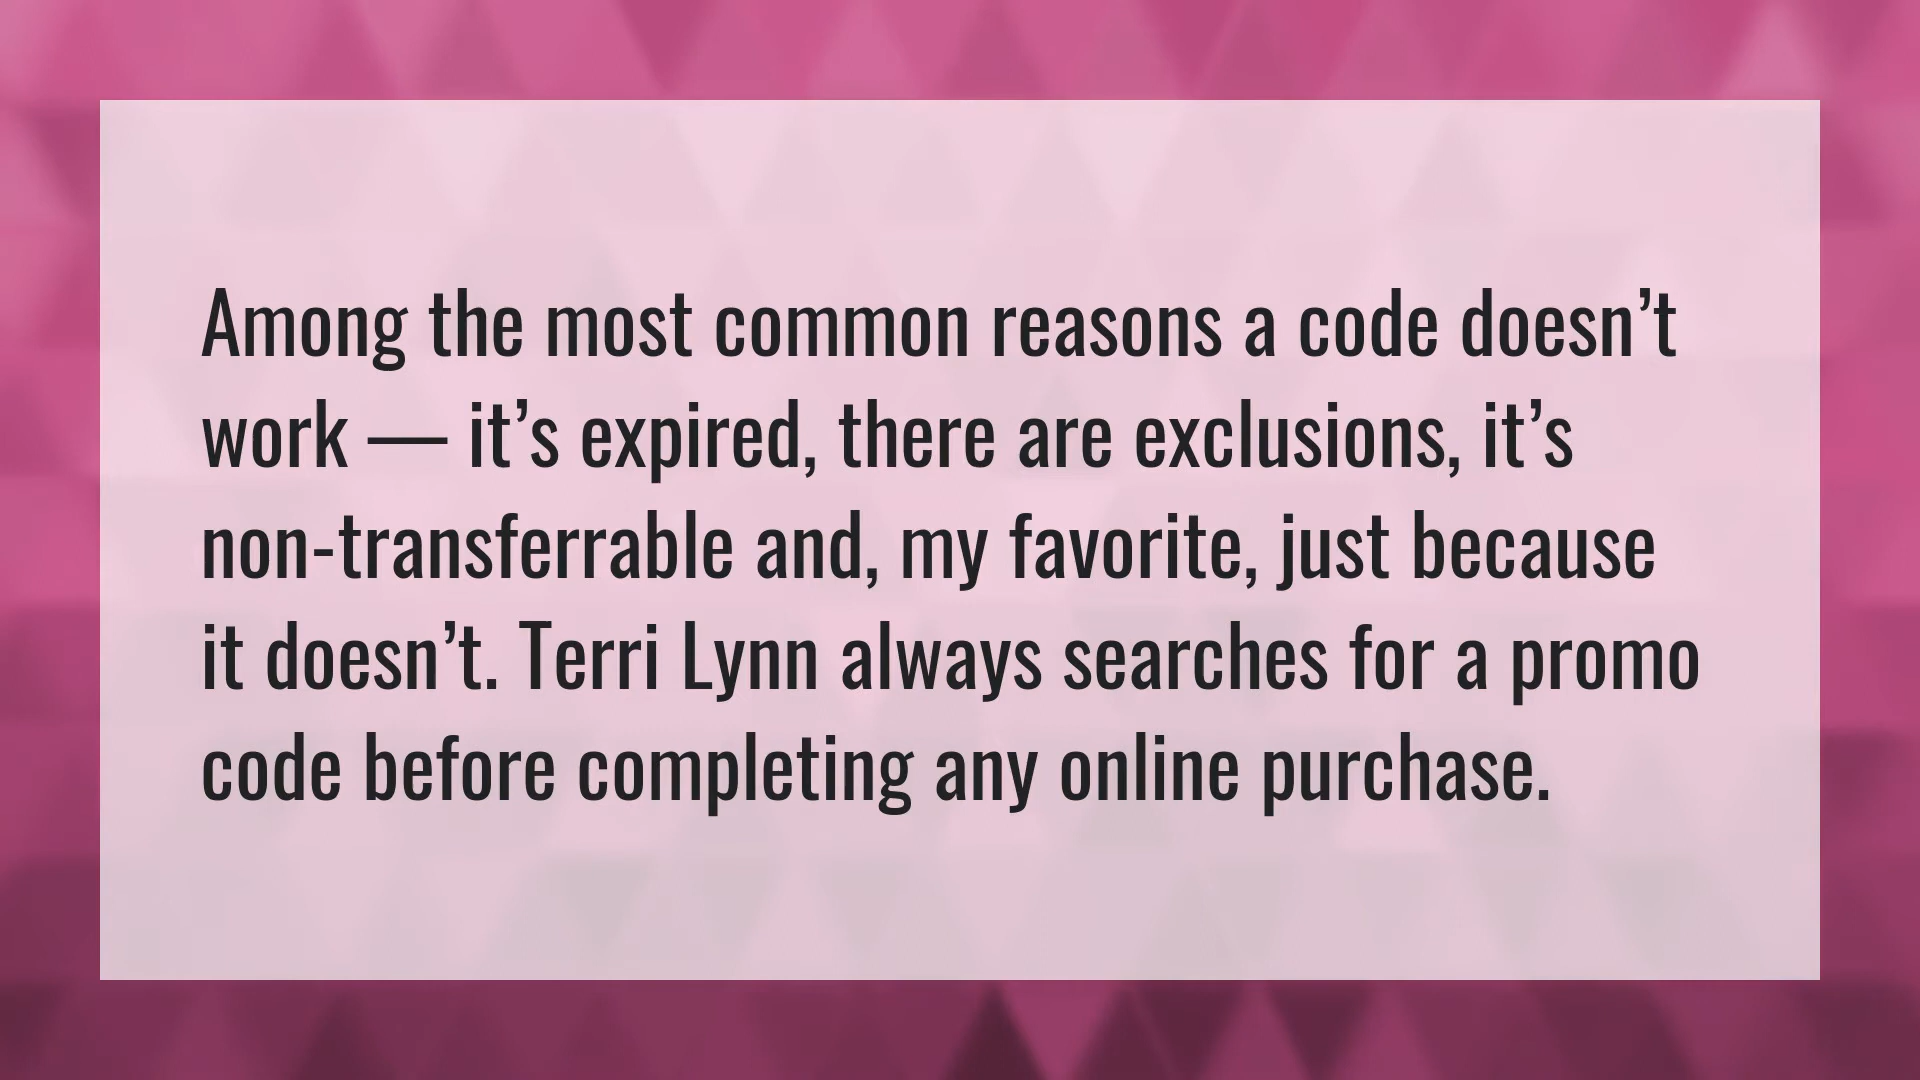 Among the most common reasons a code doesn’t
work — it’s expired, there are exclusions, it’s
non-transferrable and, my favorite, just because
it doesn’t. Terri Lynn always searches for a promo
code before completing any online purchase.